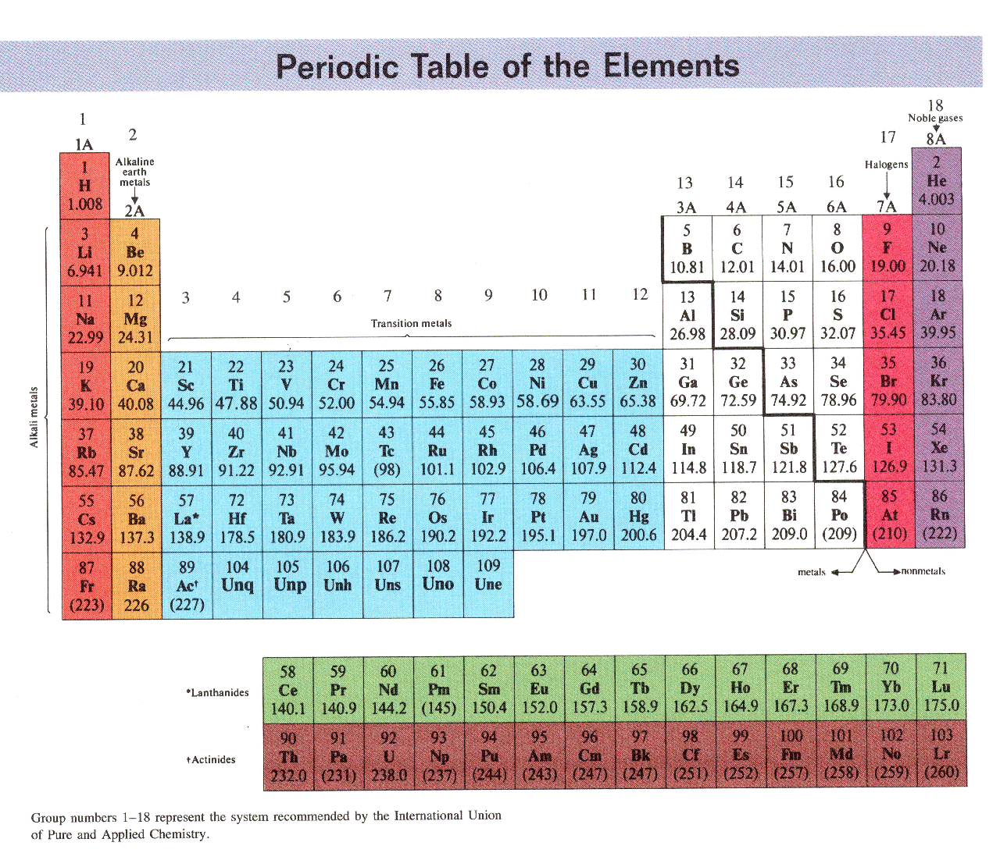 Periodic Table of the Elements
18
Noble gases
1 2 17 8A
1A Alkaline earth metals Halogens
1 2
H 13 14 15 16 He
1.008 2A 3A 4A 5A 6A 7A 4.003
3 4 5 6 7 8 9 10
Li Be B C N O F Ne
6.941 9.012 10.81 12.01 14.01 16.00 19.00 20.18
11 12 3 4 5 6 7 8 9 10 11 12 13 14 15 16 17 18
Na Mg Transition metals Al Si P S Cl Ar
22.99 24.31 26.98 28.09 30.97 32.07 35.45 39.95
Alkali metals
19 20 21 22 23 24 25 26 27 28 29 30 31 32 33 34 35 36
K Ca Sc Ti V Cr Mn Fe Co Ni Cu Zn Ga Ge As Se Br Kr
39.10 40.08 44.96 47.88 50.94 52.00 54.94 55.85 58.93 58.69 63.55 65.38 69.72 72.59 74.92 78.96 79.90 83.80
37 38 39 40 41 42 43 44 45 46 47 48 49 50 51 52 53 54
Rb Sr Y Zr Nb Mo Tc Ru Rh Pd Ag Cd In Sn Sb Te I Xe
85.47 87.62 88.91 91.22 92.91 95.94 (98) 101.1 102.9 106.4 107.9 112.4 114.8 118.7 121.8 127.6 126.9 131.3
55 56 57 72 73 74 75 76 77 78 79 80 81 82 83 84 85 86
Cs Ba La* Hf Ta W Re Os Ir Pt Au Hg Tl Pb Bi Po At Rn
132.9 137.3 138.9 178.5 180.9 183.9 186.2 190.2 192.2 195.1 197.0 200.6 204.4 207.2 209.0 (209) (210) (222)
87 88 89 104 105 106 107 108 109
Fr Ra Ac† Unq Unp Unh Uns Uno Une
(223) 226 (227)
metals nonmetals
58 59 60 61 62 63 64 65 66 67 68 69 70 71
*Lanthanides Ce Pr Nd Pm Sm Eu Gd Tb Dy Ho Er Tm Yb Lu
140.1 140.9 144.2 (145) 150.4 152.0 157.3 158.9 162.5 164.9 167.3 168.9 173.0 175.0
90 91 92 93 94 95 96 97 98 99 100 101 102 103
†Actinides Th Pa U Np Pu Am Cm Bk Cf Es Fm Md No Lr
232.0 (231) 238.0 (237) (244) (243) (247) (247) (251) (252) (257) (258) (259) (260)
Group numbers 1–18 represent the system recommended by the International Union
of Pure and Applied Chemistry.